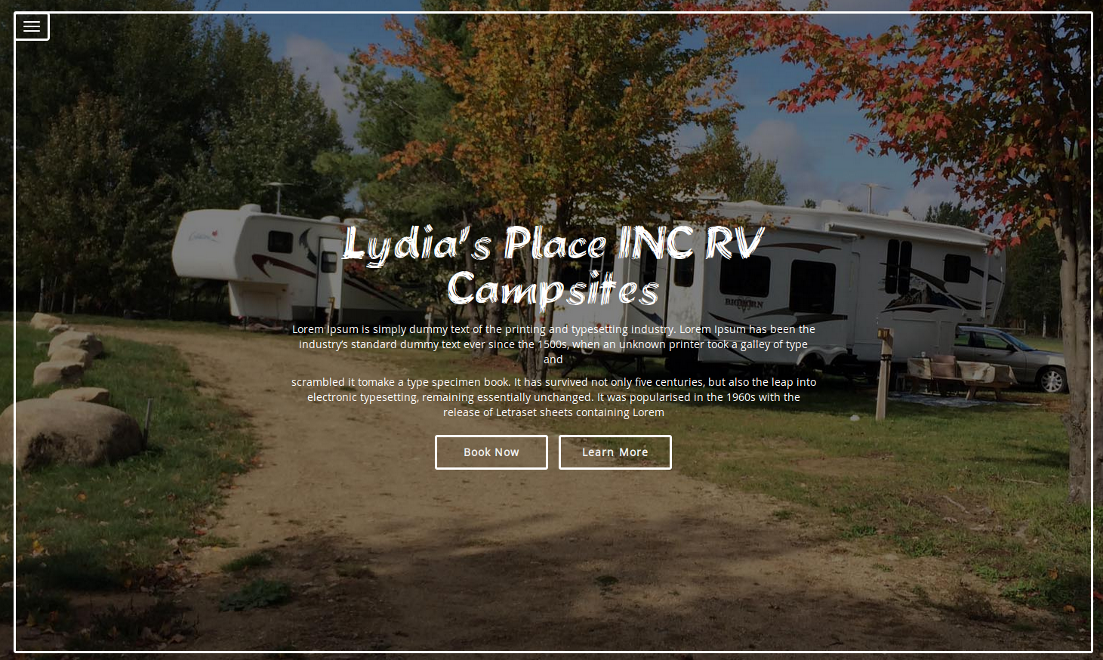 Lydia's Place INC RV
Campsites
BIGHORN
Lorem Ipsum is simply dummy text of the printing and typesetting industry. Lorem Ipsum has been the
industry's standard dummy text ever since the 1500s, when an unknown printer took a galley of type
and
scrambled it tomake a type specimen book. It has survived not only five centuries, but also the leap into
electronic typesetting, remaining essentially unchanged. It was popularised in the 1960s with the
release of Letraset sheets containing Lorem
Book Now Learn More